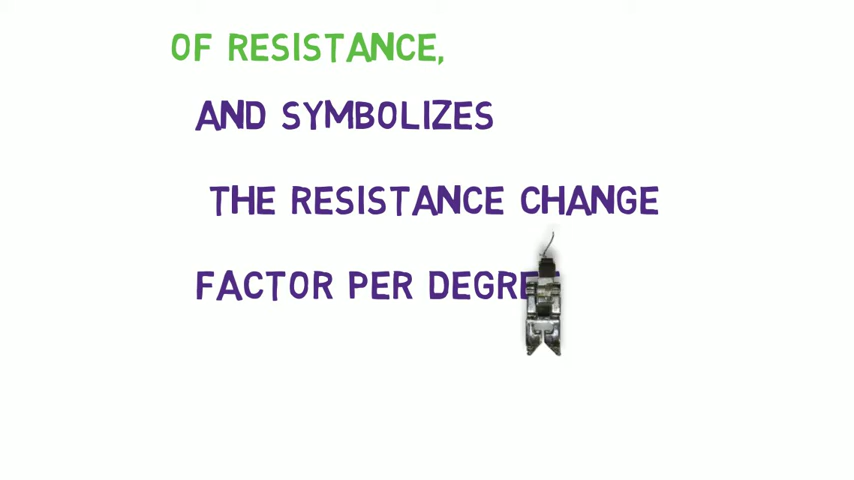 OF RESISTANCE,
AND SYMBOLIZES
THE RESISTANCE CHANGE
FACTOR PER